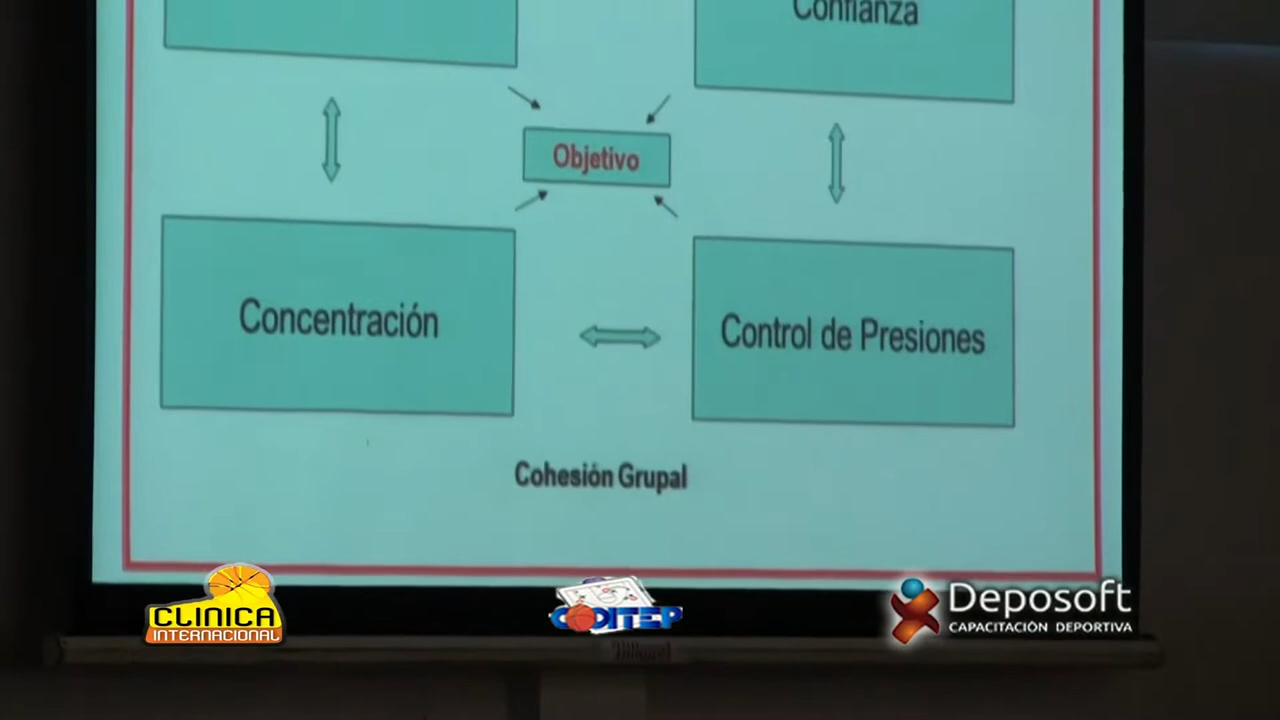 Confianza
Objetivo
Concentración
Control de Presiones
Cohesión Grupal
CLINICA
INTERNACIONAL
CODITEP
Deposoft
CAPACITACIÓN DEPORTIVA